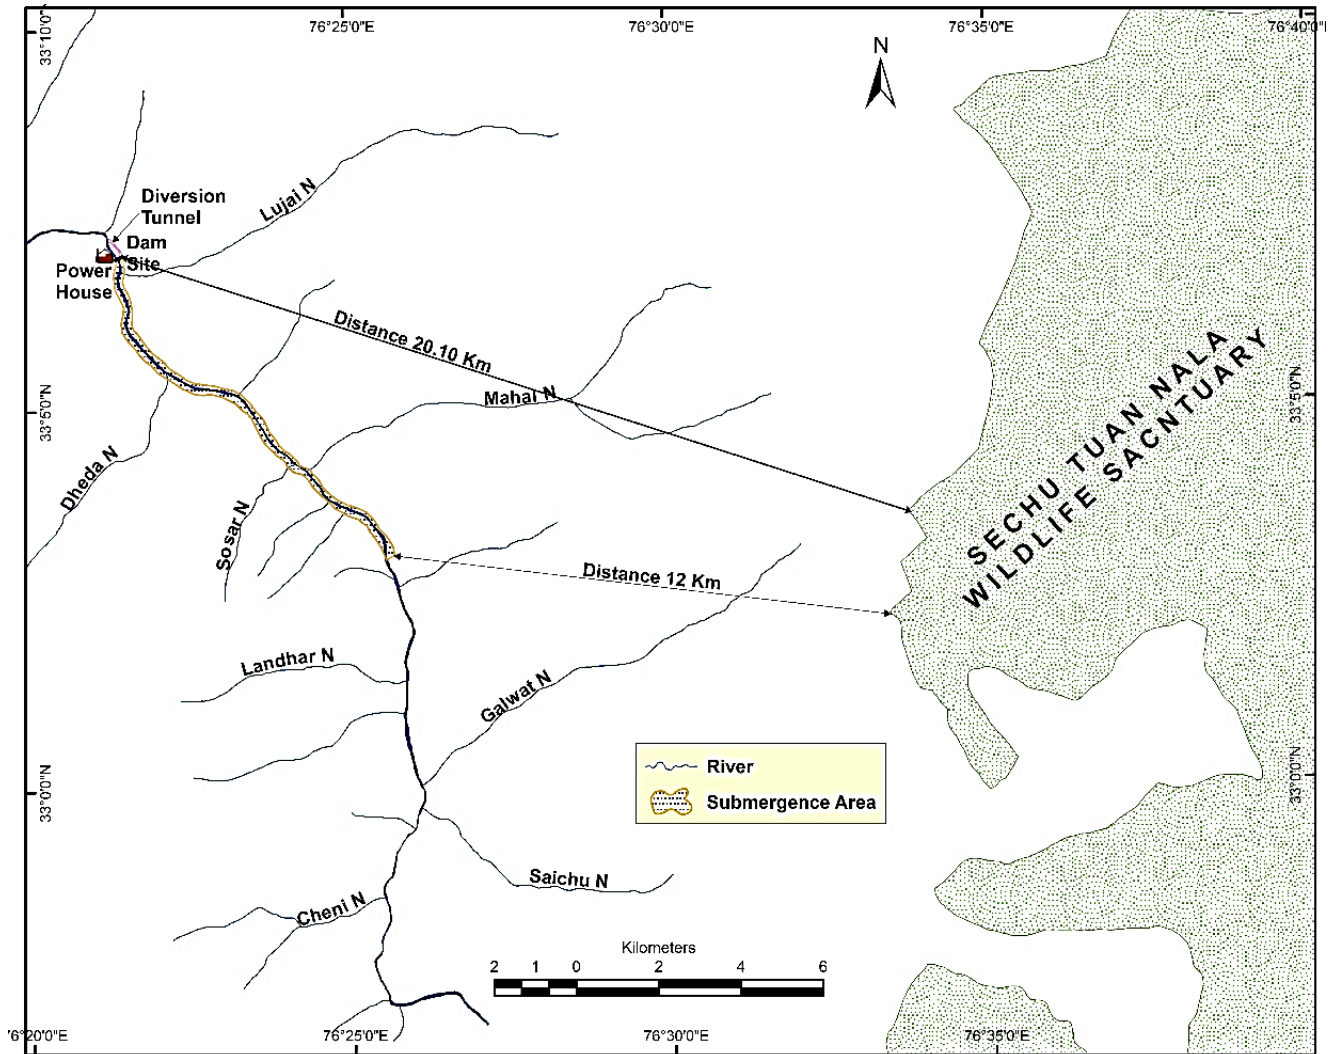 76°25'0"E
76°30'0"E
76°35'0"E
76°40'0"E
33°10'0"
N
Diversion
Tunnel
Lujai N
Dam
Site
Power
House
Distance 20.10 Km
Mahal N
33°5'0"N
33°5'0"N
SECHU TUAN NALA
WILDLIFE SACNTUARY
Dheda N
Sosar N
Distance 12 Km
Landhar N
Galwat N
River
Submergence Area
33°0'0"N
33°0'0"N
Saichu N
Cheni N
Kilometers
2 1 0 2 4 6
76°20'0"E
76°25'0"E
76°30'0"E
76°35'0"E